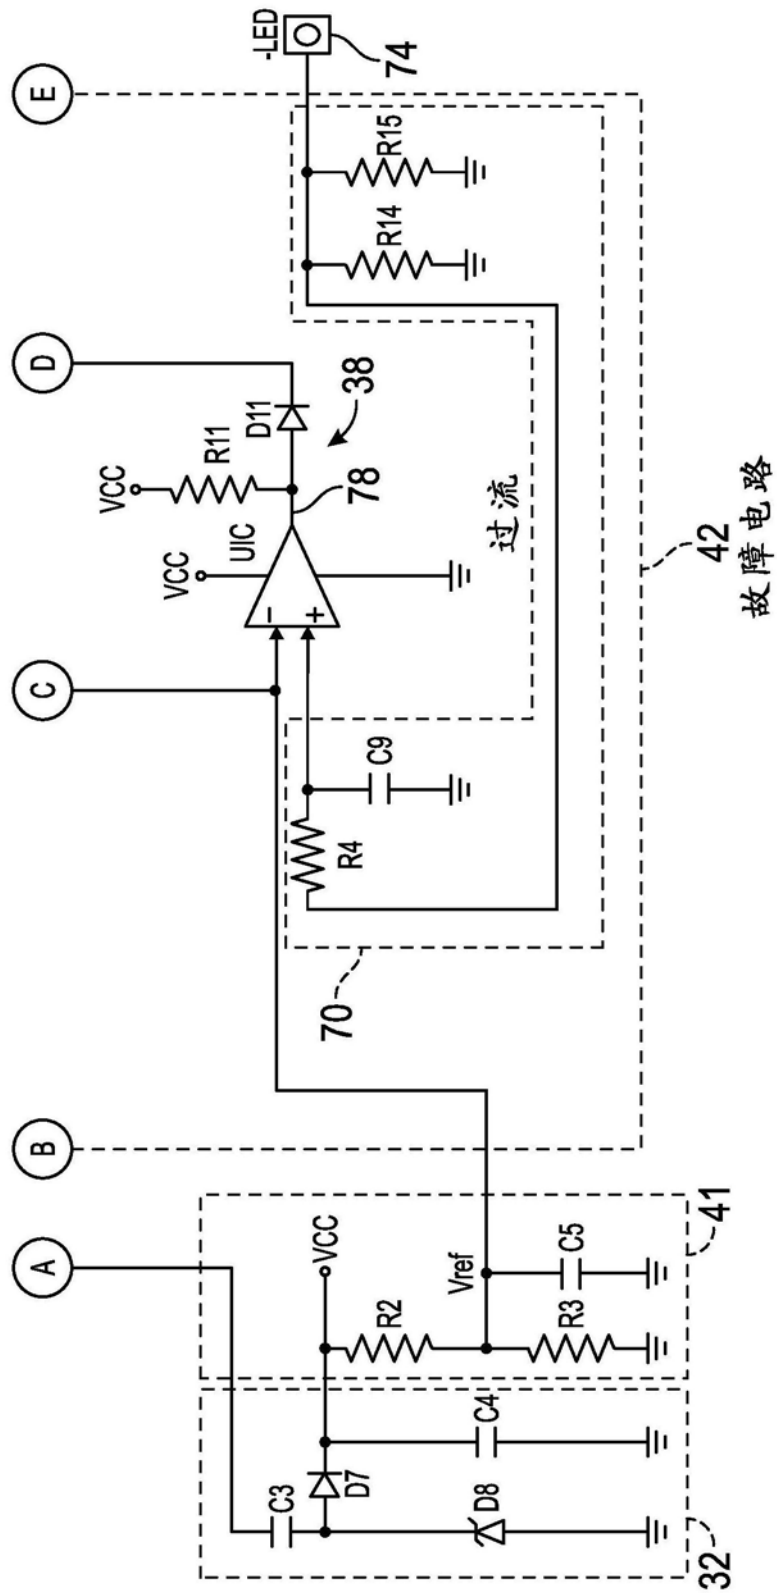 A
B
C
D
E
C3
D7
D8
C4
32
VCC
R2
R3
Vref
C5
41
70
R4
C9
VCC
UIC
-
+
VCC
R11
78
D11
38
过流
R14
R15
-LED
74
42
故障电路